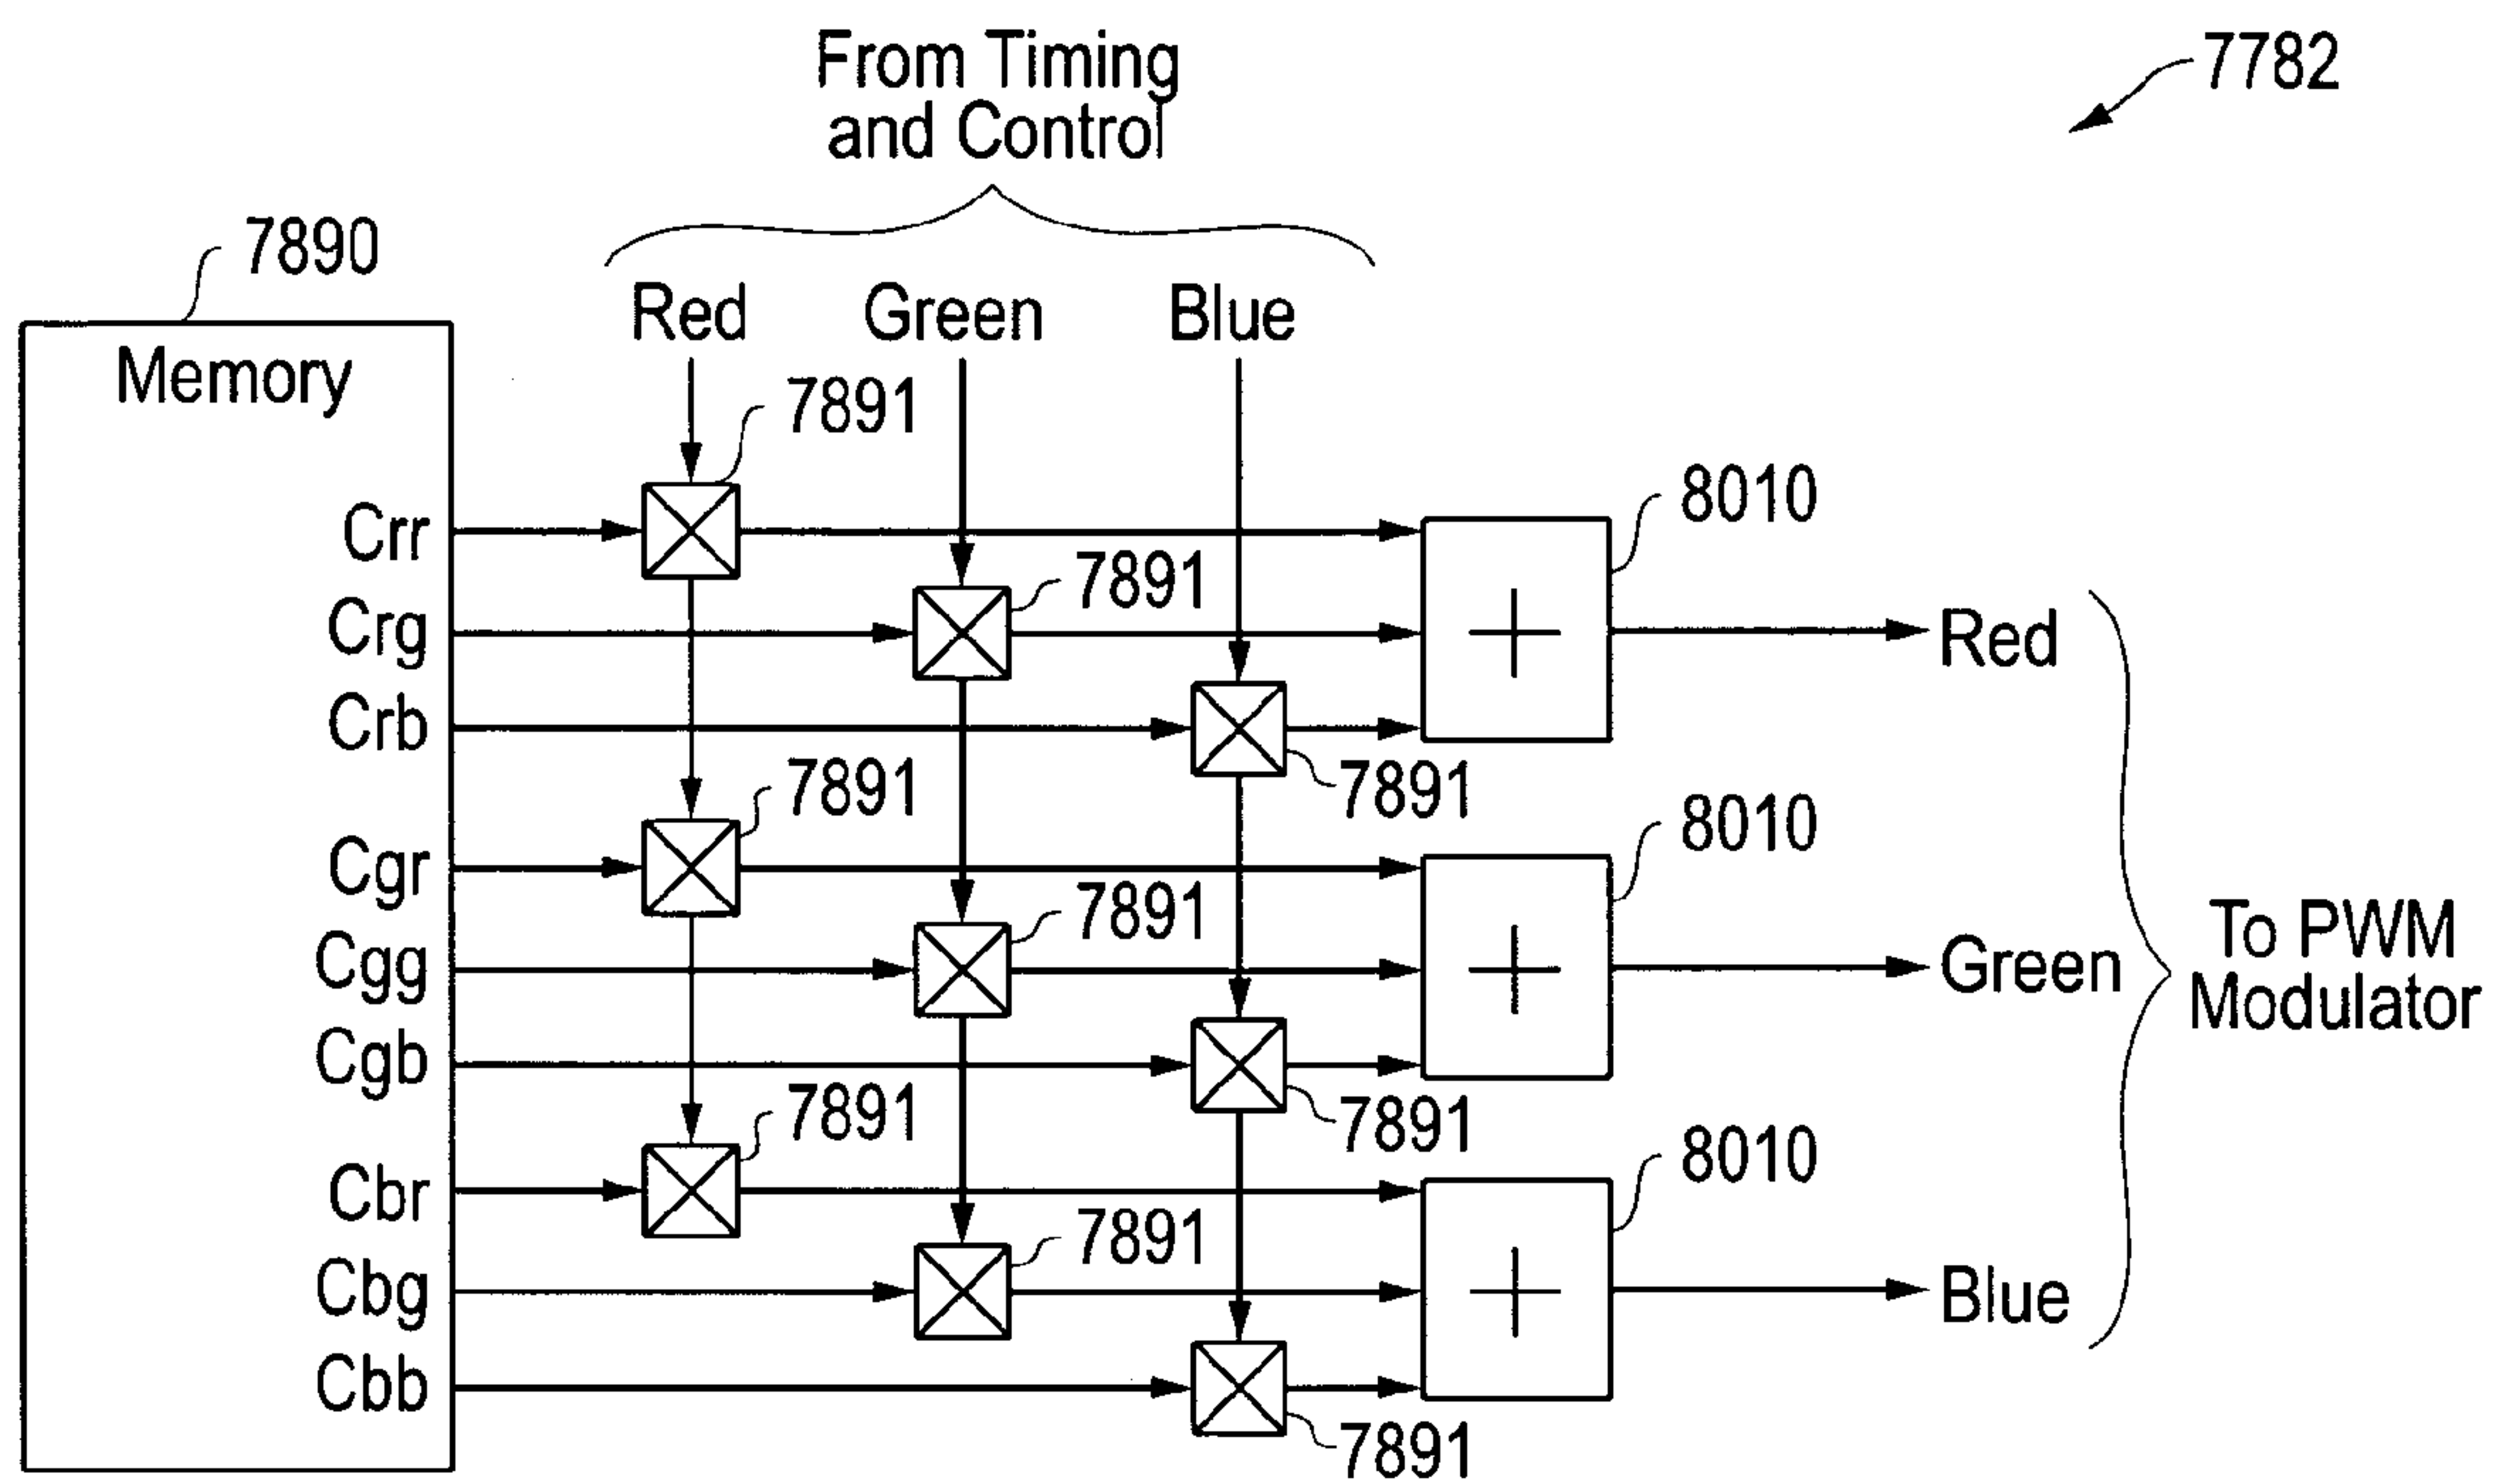 From Timing
and Control
7782
7890
Red
Green
Blue
Memory
7891
Crr
8010
7891
Crg
Red
Crb
7891
7891
8010
Cgr
7891
Cgg
Green
To PWM
Modulator
Cgb
7891
7891
8010
Cbr
7891
Cbg
Blue
Cbb
7891